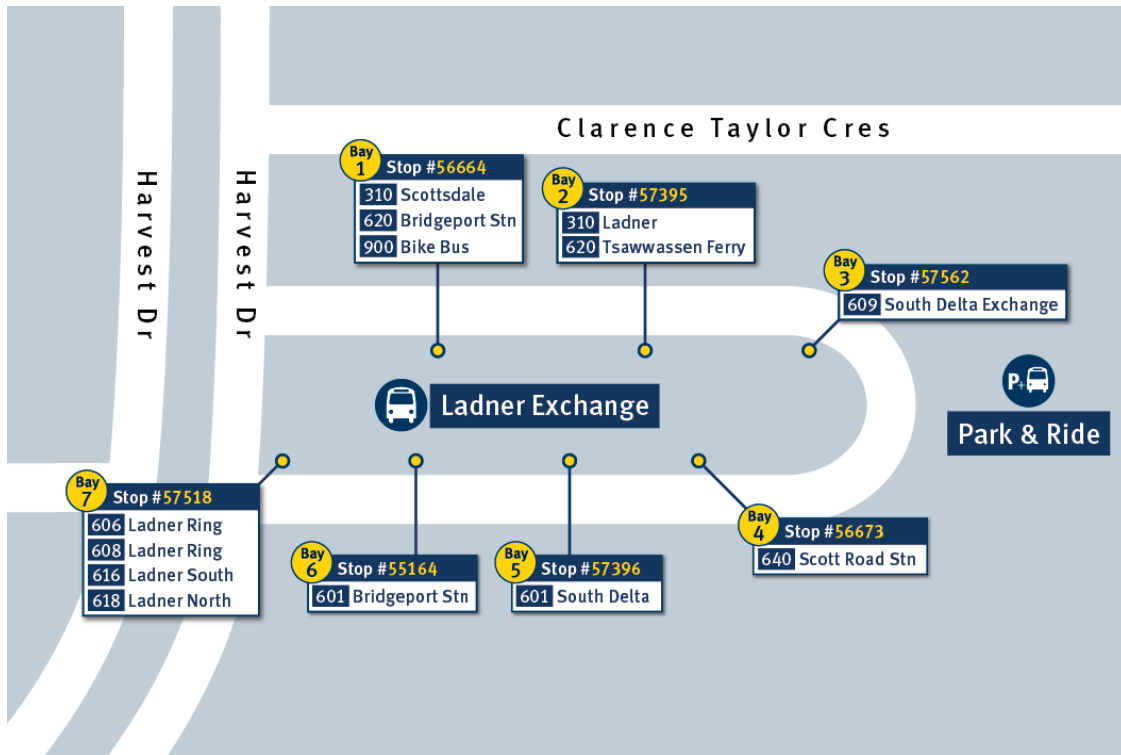 Clarence Taylor Cres
Harvest Dr
Harvest Dr
Bay 1
Stop #56664
310 Scottsdale
620 Bridgeport Stn
900 Bike Bus
Bay 2
Stop #57395
310 Ladner
620 Tsawwassen Ferry
Bay 3
Stop #57562
609 South Delta Exchange
Ladner Exchange
P+
Park & Ride
Bay 7
Stop #57518
606 Ladner Ring
608 Ladner Ring
616 Ladner South
618 Ladner North
Bay 6
Stop #55164
601 Bridgeport Stn
Bay 5
Stop #57396
601 South Delta
Bay 4
Stop #56673
640 Scott Road Stn